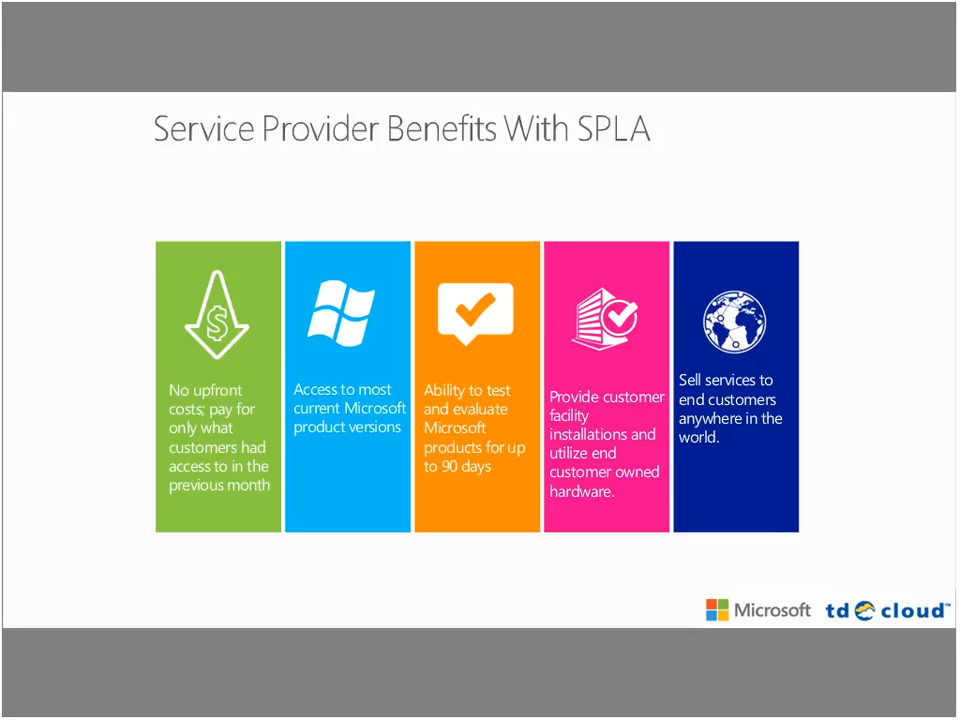 Service Provider Benefits With SPLA
$
No upfront
costs; pay for
only what
customers had
access to in the
previous month
Access to most
current Microsoft
product versions
Ability to test
and evaluate
Microsoft
products for up
to 90 days
Provide customer
facility
installations and
utilize end
customer owned
hardware.
Sell services to
end customers
anywhere in the
world.
Microsoft
td cloud™